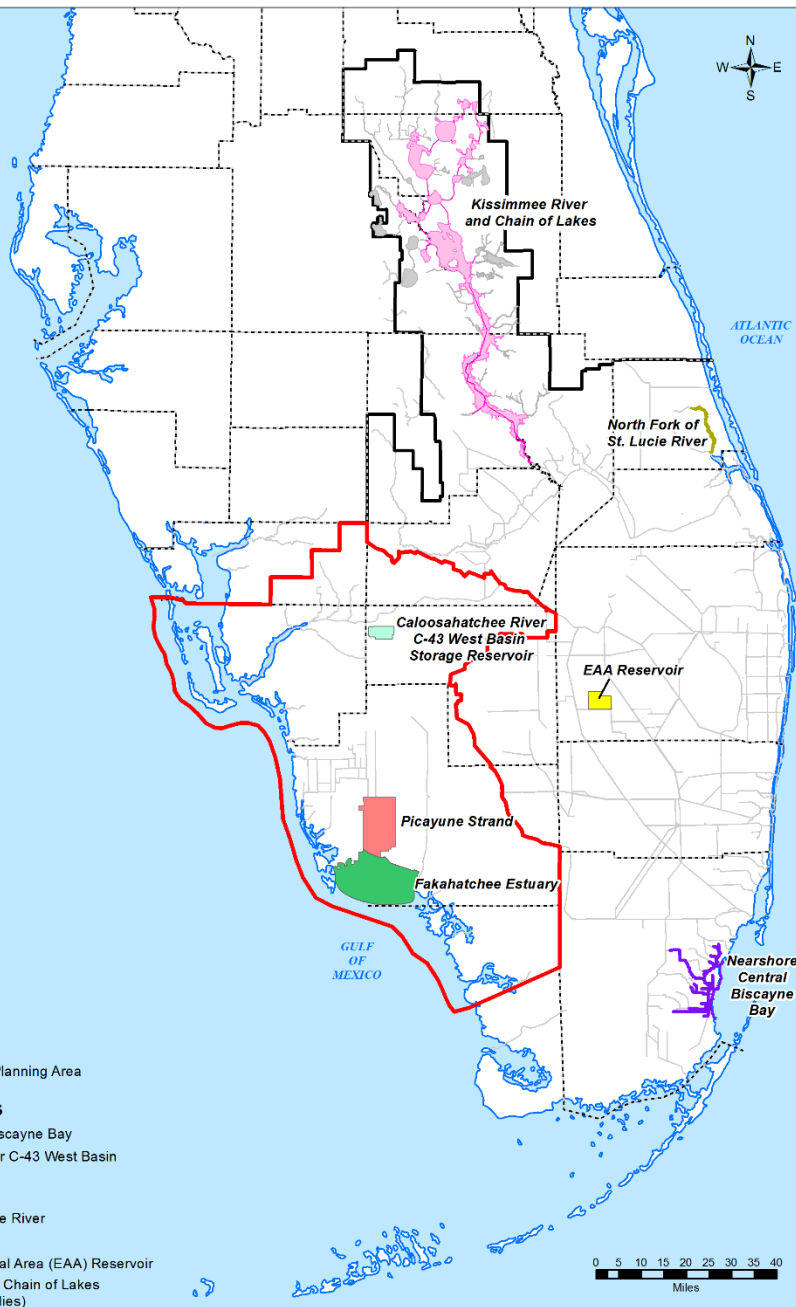 N
W E
S
Kissimmee River
and Chain of Lakes
ATLANTIC
OCEAN
North Fork of
St. Lucie River
Caloosahatchee River
C-43 West Basin
Storage Reservoir
EAA Reservoir
Picayune Strand
Fakahatchee Estuary
GULF
OF
MEXICO
Nearshore
Central
Biscayne
Bay
Planning Area
s
scayne Bay
r C-43 West Basin
e River
al Area (EAA) Reservoir
Chain of Lakes
dies)
0 5 10 15 20 25 30 35 40
Miles